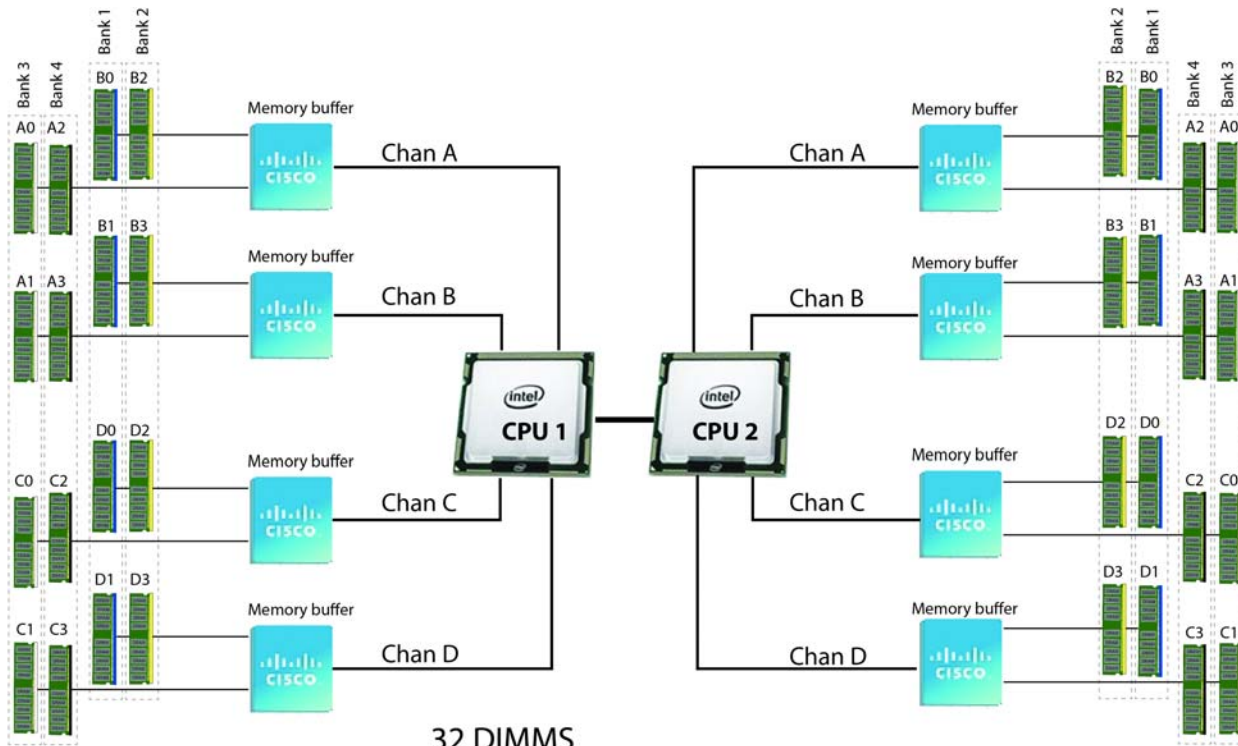 Bank 1
Bank 2
Bank 2
Bank 1
Bank 3
Bank 4
Bank 4
Bank 3
B0 B2
B2 B0
Memory buffer
Memory buffer
A0 A2
A2 A0
CISCO
Chan A
Chan A
CISCO
B1 B3
B3 B1
Memory buffer
Memory buffer
A1 A3
A3 A1
CISCO
Chan B
Chan B
CISCO
intel
CPU 1
intel
CPU 2
D0 D2
D2 D0
Memory buffer
Memory buffer
C0 C2
C2 C0
CISCO
Chan C
Chan C
CISCO
D1 D3
D3 D1
Memory buffer
Memory buffer
C1 C3
C3 C1
CISCO
Chan D
Chan D
CISCO
32 DIMMS